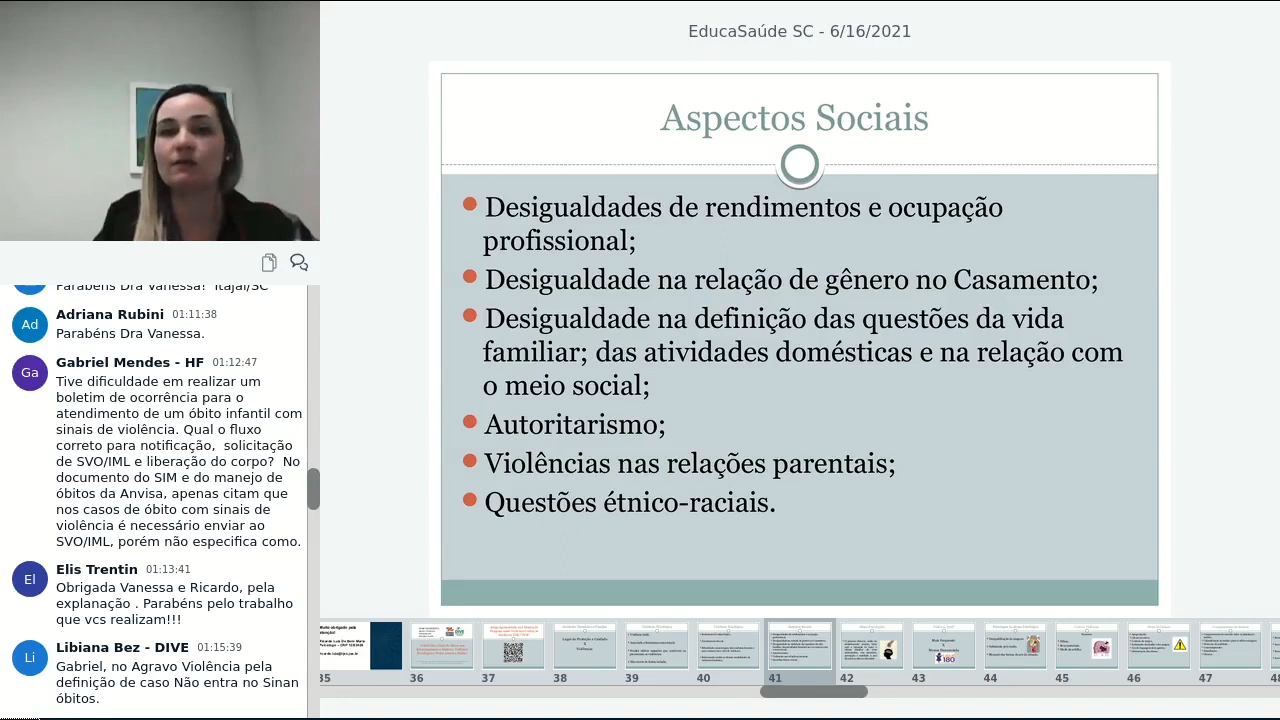 EducaSaúde SC - 6/16/2021
Aspectos Sociais
Desigualdades de rendimentos e ocupação
profissional;
Desigualdade na relação de gênero no Casamento;
Desigualdade na definição das questões da vida
familiar; das atividades domésticas e na relação com
o meio social;
Autoritarismo;
Violências nas relações parentais;
Questões étnico-raciais.
Parabéns Dra Vanessa! Itajaí/SC
Ad
Adriana Rubini 01:11:38
Parabéns Dra Vanessa.
Ga
Gabriel Mendes - HF 01:12:47
Tive dificuldade em realizar um
boletim de ocorrência para o
atendimento de um óbito infantil com
sinais de violência. Qual o fluxo
correto para notificação, solicitação
de SVO/IML e liberação do corpo? No
documento do SIM e do manejo de
óbitos da Anvisa, apenas citam que
nos casos de óbito com sinais de
violência é necessário enviar ao
SVO/IML, porém não especifica como.
El
Elis Trentin 01:13:41
Obrigada Vanessa e Ricardo, pela
explanação . Parabéns pelo trabalho
que vcs realizam!!!
Li
Libiana Bez - DIVE 01:15:39
Gabriel, no Agravo Violência pela
definição de caso Não entra no Sinan
óbitos.
180
35 36 37 38 39 40 41 42 43 44 45 46 47